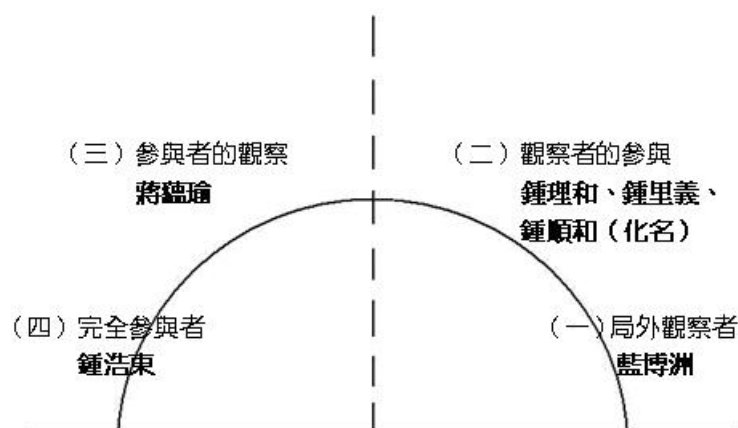 （三）參與者的觀察
蔣蘊瑜
（二）觀察者的參與
鍾理和、鍾里義、
鍾順和（化名）
（四）完全參與者
鍾浩東
（一）局外觀察者
藍博洲